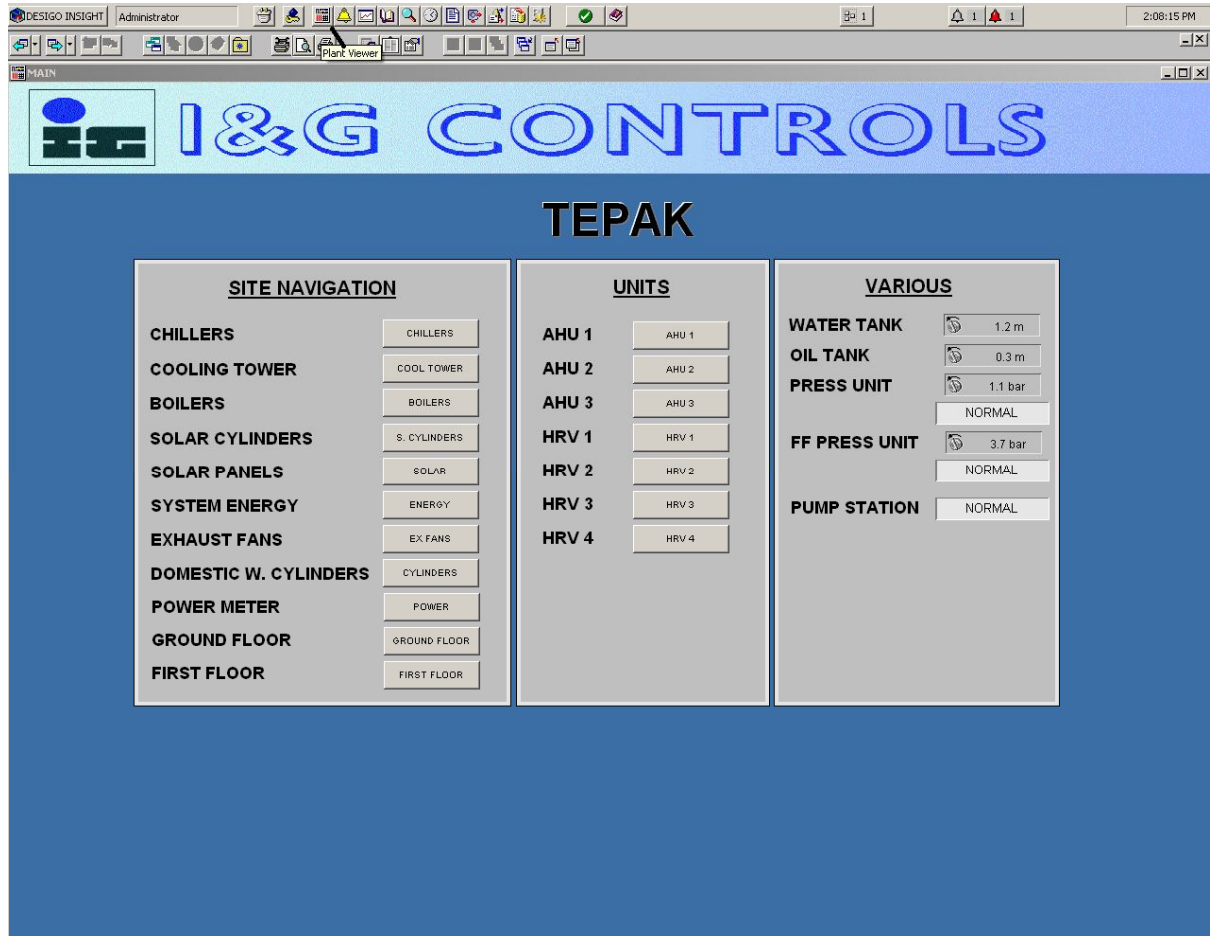 DESIGO INSIGHT Administrator 1 1 1 2:08:15 PM
Plant Viewer
MAIN
ig I&G CONTROLS
TEPAK
SITE NAVIGATION
CHILLERS CHILLERS
COOLING TOWER COOL TOWER
BOILERS BOILERS
SOLAR CYLINDERS S. CYLINDERS
SOLAR PANELS SOLAR
SYSTEM ENERGY ENERGY
EXHAUST FANS EX FANS
DOMESTIC W. CYLINDERS CYLINDERS
POWER METER POWER
GROUND FLOOR GROUND FLOOR
FIRST FLOOR FIRST FLOOR
UNITS
AHU 1 AHU 1
AHU 2 AHU 2
AHU 3 AHU 3
HRV 1 HRV 1
HRV 2 HRV 2
HRV 3 HRV 3
HRV 4 HRV 4
VARIOUS
WATER TANK 1.2 m
OIL TANK 0.3 m
PRESS UNIT 1.1 bar
NORMAL
FF PRESS UNIT 3.7 bar
NORMAL
PUMP STATION NORMAL